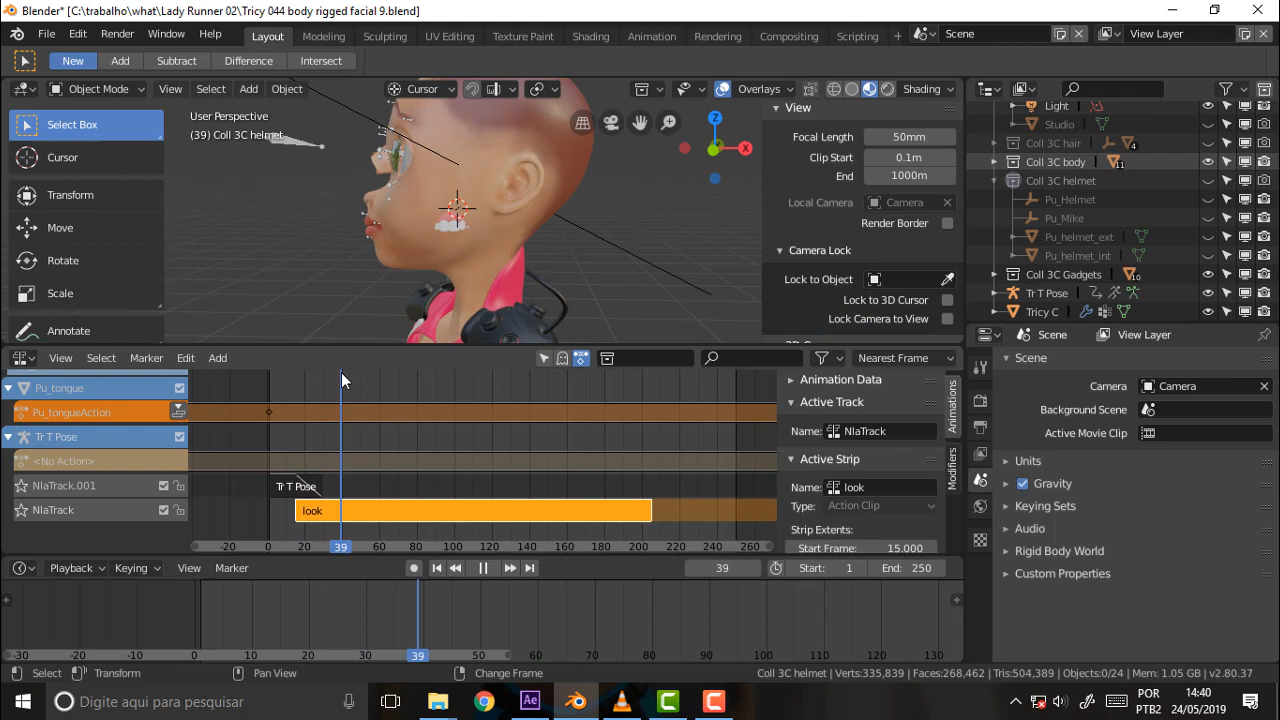 Blender* [C:\trabalho\what\Lady Runner 02\Tricy 044 body rigged facial 9.blend]
File Edit Render Window Help Layout Modeling Sculpting UV Editing Texture Paint Shading Animation Rendering Compositing Scripting + Scene View Layer
New Add Subtract Difference Intersect
Object Mode View Select Add Object Cursor Overlays Shading
Select Box
Cursor
Transform
Move
Rotate
Scale
Annotate
User Perspective
(39) Coll 3C helmet
Z
X
View
Focal Length 50mm
Clip Start 0.1m
End 1000m
Local Camera Camera
Render Border
Camera Lock
Lock to Object
Lock to 3D Cursor
Lock Camera to View
Light
Studio
Coll 3C hair 4
Coll 3C body 11
Coll 3C helmet
Pu_Helmet
Pu_Mike
Pu_helmet_ext
Pu_helmet_int
Coll 3C Gadgets 10
Tr T Pose
Tricy C
View Select Marker Edit Add Nearest Frame
Pu_tongue
Pu_tongueAction
Tr T Pose
<No Action>
NlaTrack.001
NlaTrack
Tr T Pose
look
-20 0 20 39 60 80 100 120 140 160 180 200 220 240 260
Animation Data
Active Track
Name: NlaTrack
Active Strip
Name: look
Type: Action Clip
Strip Extents:
Start Frame: 15.000
Animations
Modifiers
Scene View Layer
Scene
Camera Camera
Background Scene
Active Movie Clip
Units
Gravity
Keying Sets
Audio
Rigid Body World
Custom Properties
Playback Keying View Marker 39 Start: 1 End: 250
-30 -20 -10 0 10 20 30 39 50 60 70 80 90 100 110 120 130
Select Transform Pan View Change Frame Coll 3C helmet | Verts:335,839 | Faces:268,462 | Tris:504,389 | Objects:0/24 | Mem: 1.05 GB | v2.80.37
Digite aqui para pesquisar
Ae
POR
PTB2
14:40
24/05/2019